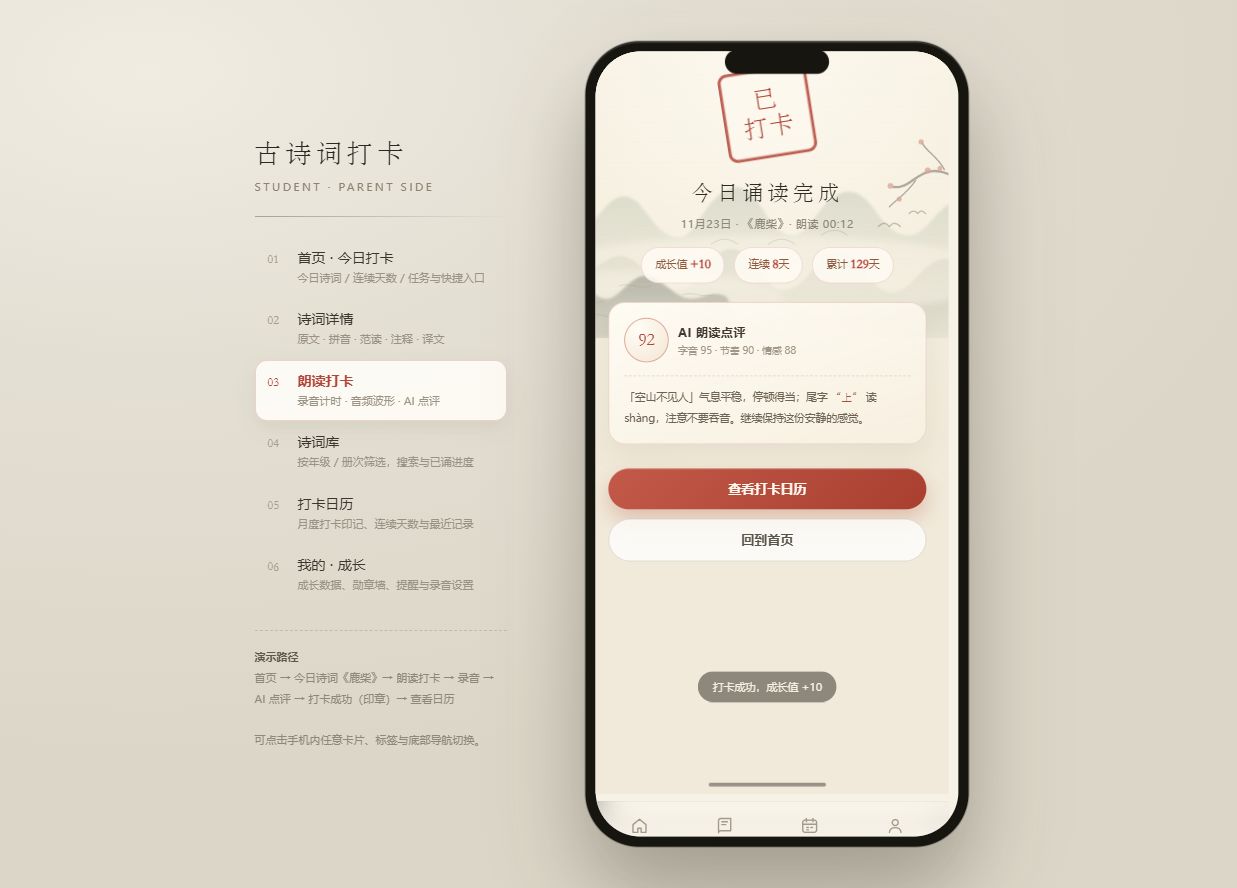 古诗词打卡
STUDENT · PARENT SIDE
01 首页 · 今日打卡
今日诗词 / 连续天数 / 任务与快捷入口
02 诗词详情
原文 · 拼音 · 范读 · 注释 · 译文
03 朗读打卡
录音计时 · 音频波形 · AI 点评
04 诗词库
按年级 / 册次筛选，搜索与已诵进度
05 打卡日历
月度打卡印记、连续天数与最近记录
06 我的 · 成长
成长数据、勋章墙、提醒与录音设置
演示路径
首页 → 今日诗词《鹿柴》→ 朗读打卡 → 录音 →
AI 点评 → 打卡成功（印章）→ 查看日历
可点击手机内任意卡片、标签与底部导航切换。
已
打卡
今日诵读完成
11月23日 · 《鹿柴》· 朗读 00:12
成长值 +10 连续 8天 累计 129天
92 AI 朗读点评
字音 95 · 节奏 90 · 情感 88
「空山不见人」气息平稳，停顿得当；尾字 “上” 读
shàng，注意不要吞音。继续保持这份安静的感觉。
查看打卡日历
回到首页
打卡成功，成长值 +10